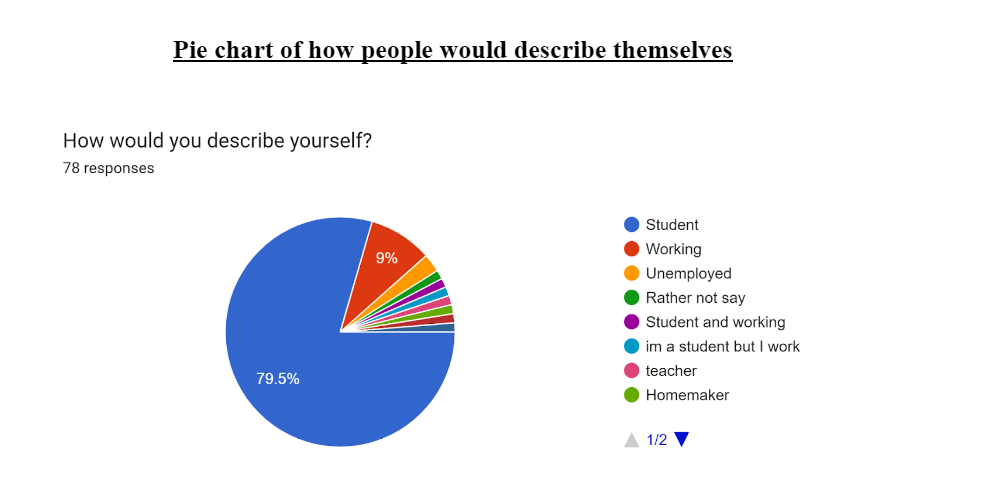 Pie chart of how people would describe themselves
How would you describe yourself?
78 responses
9%
79.5%
Student
Working
Unemployed
Rather not say
Student and working
im a student but I work
teacher
Homemaker
1/2